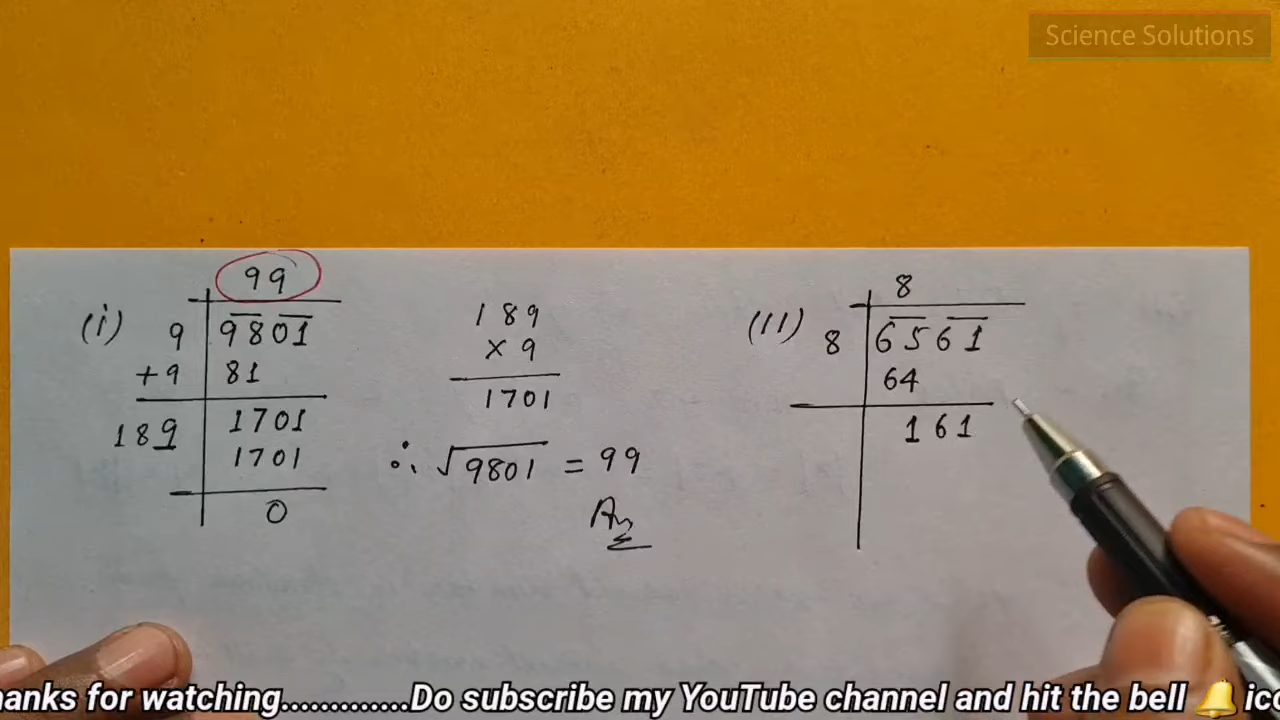 Science Solutions
99
(i) 9 9801
+9 81
189 1701
1701
0
189
× 9
1701
∴ √9801 = 99
Ans
8
(II) 8 6561
64
161
hanks for watching.............Do subscribe my YouTube channel and hit the bell 🔔 ico